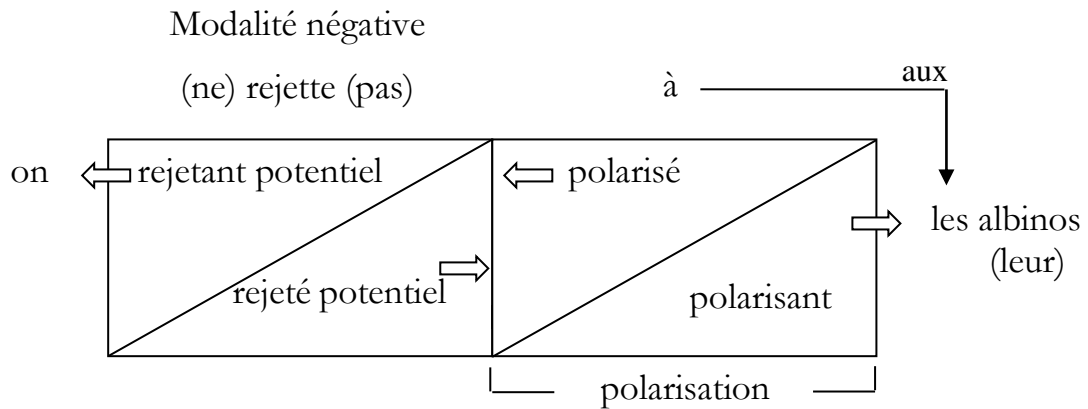 Modalité négative
(ne) rejette (pas)
à aux
on rejetant potentiel polarisé
les albinos
(leur)
rejeté potentiel polarisant
polarisation